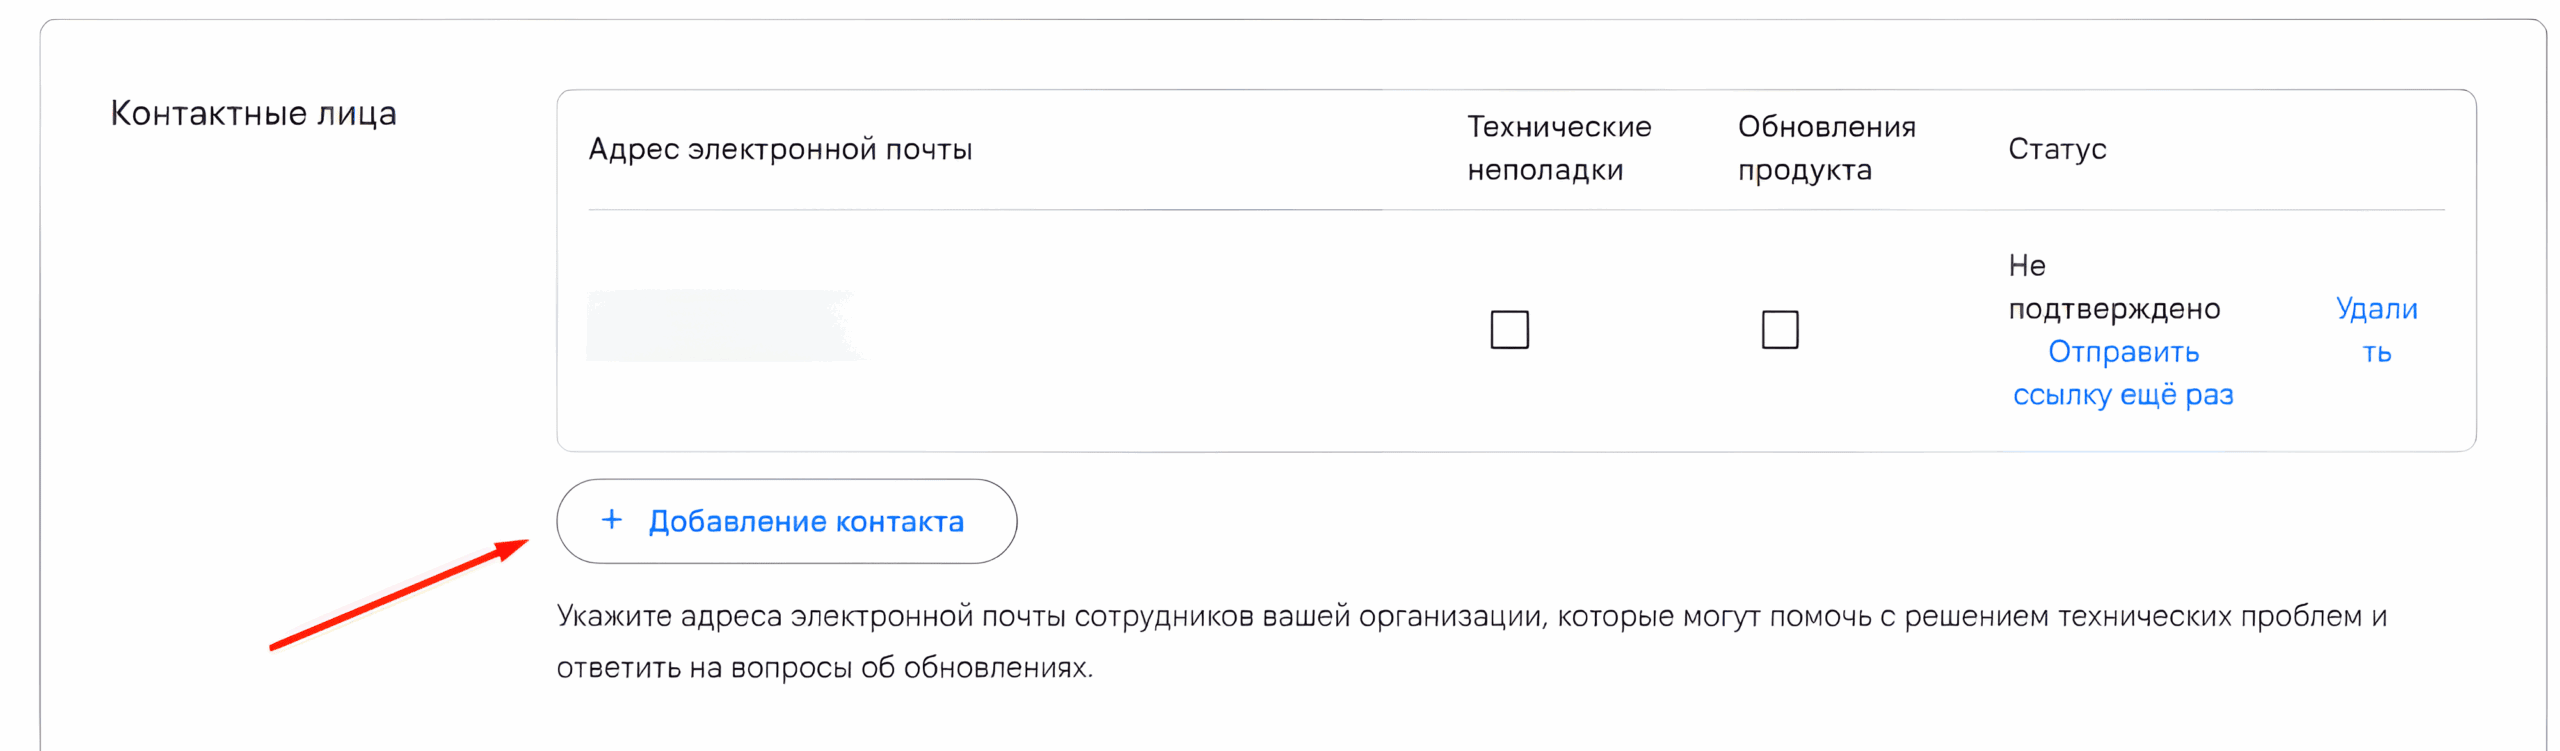 Контактные лица
Адрес электронной почты
Технические
неполадки
Обновления
продукта
Статус
Не
подтверждено
Отправить
ссылку ещё раз
Удали
ть
+ Добавление контакта
Укажите адреса электронной почты сотрудников вашей организации, которые могут помочь с решением технических проблем и
ответить на вопросы об обновлениях.